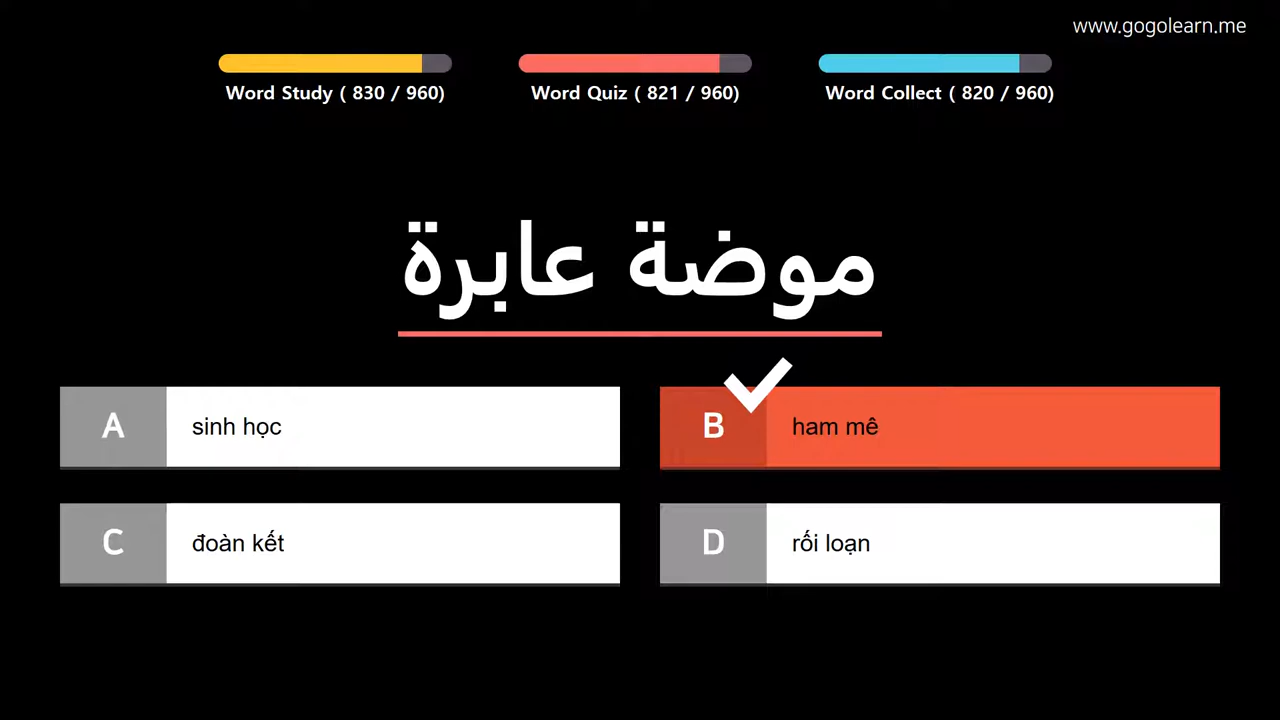 www.gogolearn.me
Word Study ( 830 / 960)
Word Quiz ( 821 / 960)
Word Collect ( 820 / 960)
موضة عابرة
A sinh học
B ham mê
C đoàn kết
D rối loạn